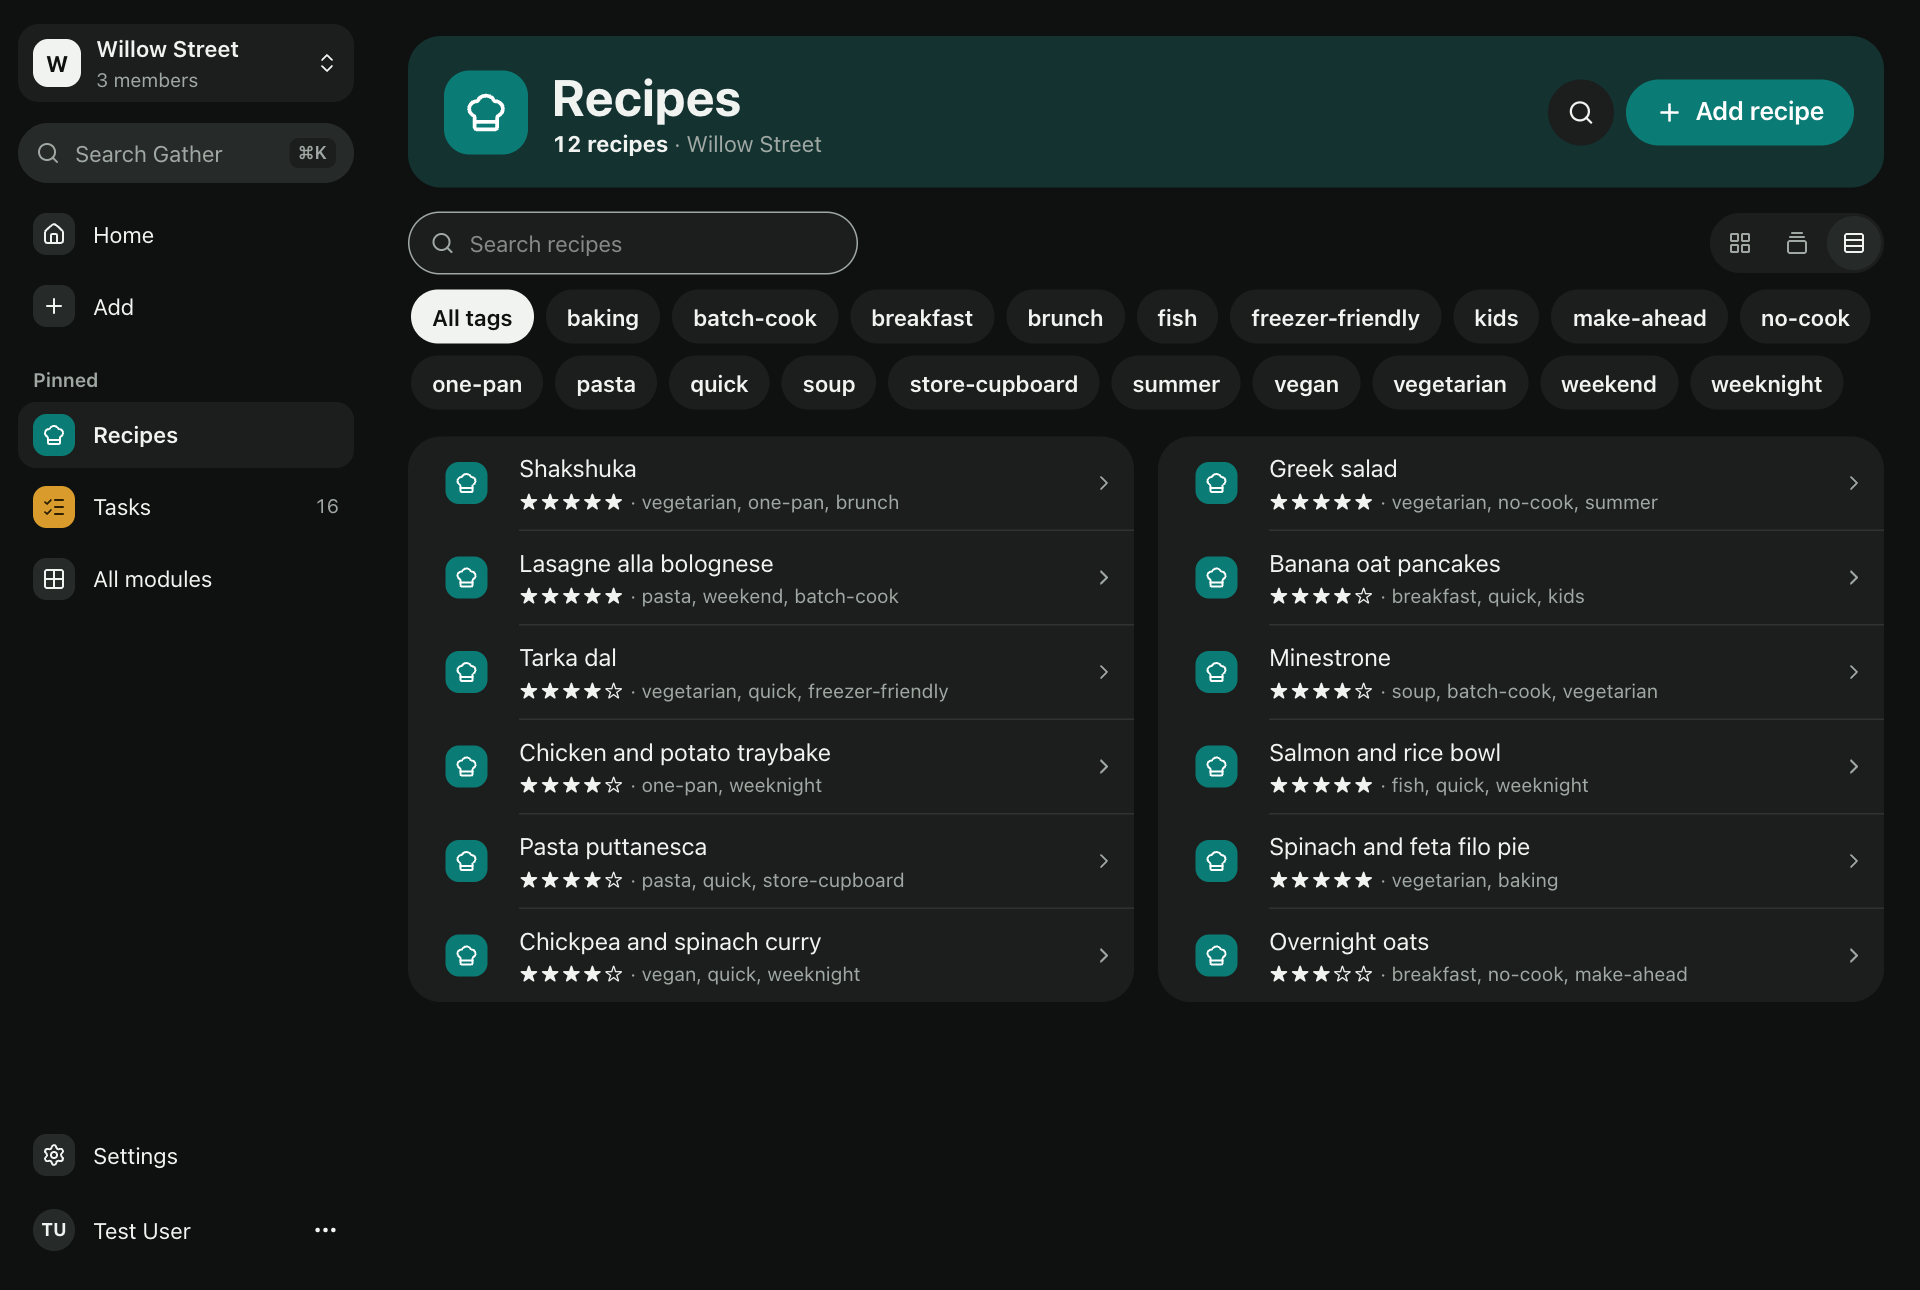 W
Willow Street
3 members
Search Gather
⌘K
Home
Add
Pinned
Recipes
Tasks
16
All modules
Settings
TU
Test User
Recipes
12 recipes · Willow Street
Add recipe
Search recipes
All tags
baking
batch-cook
breakfast
brunch
fish
freezer-friendly
kids
make-ahead
no-cook
one-pan
pasta
quick
soup
store-cupboard
summer
vegan
vegetarian
weekend
weeknight
Shakshuka
★★★★★ · vegetarian, one-pan, brunch
Lasagne alla bolognese
★★★★★ · pasta, weekend, batch-cook
Tarka dal
★★★★☆ · vegetarian, quick, freezer-friendly
Chicken and potato traybake
★★★★☆ · one-pan, weeknight
Pasta puttanesca
★★★★☆ · pasta, quick, store-cupboard
Chickpea and spinach curry
★★★★☆ · vegan, quick, weeknight
Greek salad
★★★★★ · vegetarian, no-cook, summer
Banana oat pancakes
★★★★☆ · breakfast, quick, kids
Minestrone
★★★★☆ · soup, batch-cook, vegetarian
Salmon and rice bowl
★★★★★ · fish, quick, weeknight
Spinach and feta filo pie
★★★★★ · vegetarian, baking
Overnight oats
★★★☆☆ · breakfast, no-cook, make-ahead